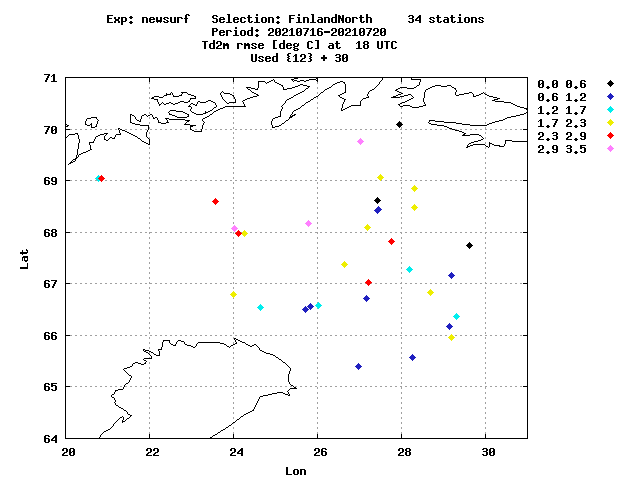 Exp: newsurf   Selection: FinlandNorth     34 stations
Period: 20210716-20210720
Td2m rmse [deg C] at  18 UTC
Used {12} + 30
0.0 0.6
0.6 1.2
1.2 1.7
1.7 2.3
2.3 2.9
2.9 3.5
71
70
69
68
67
66
65
64
Lat
20 22 24 26 28 30
Lon